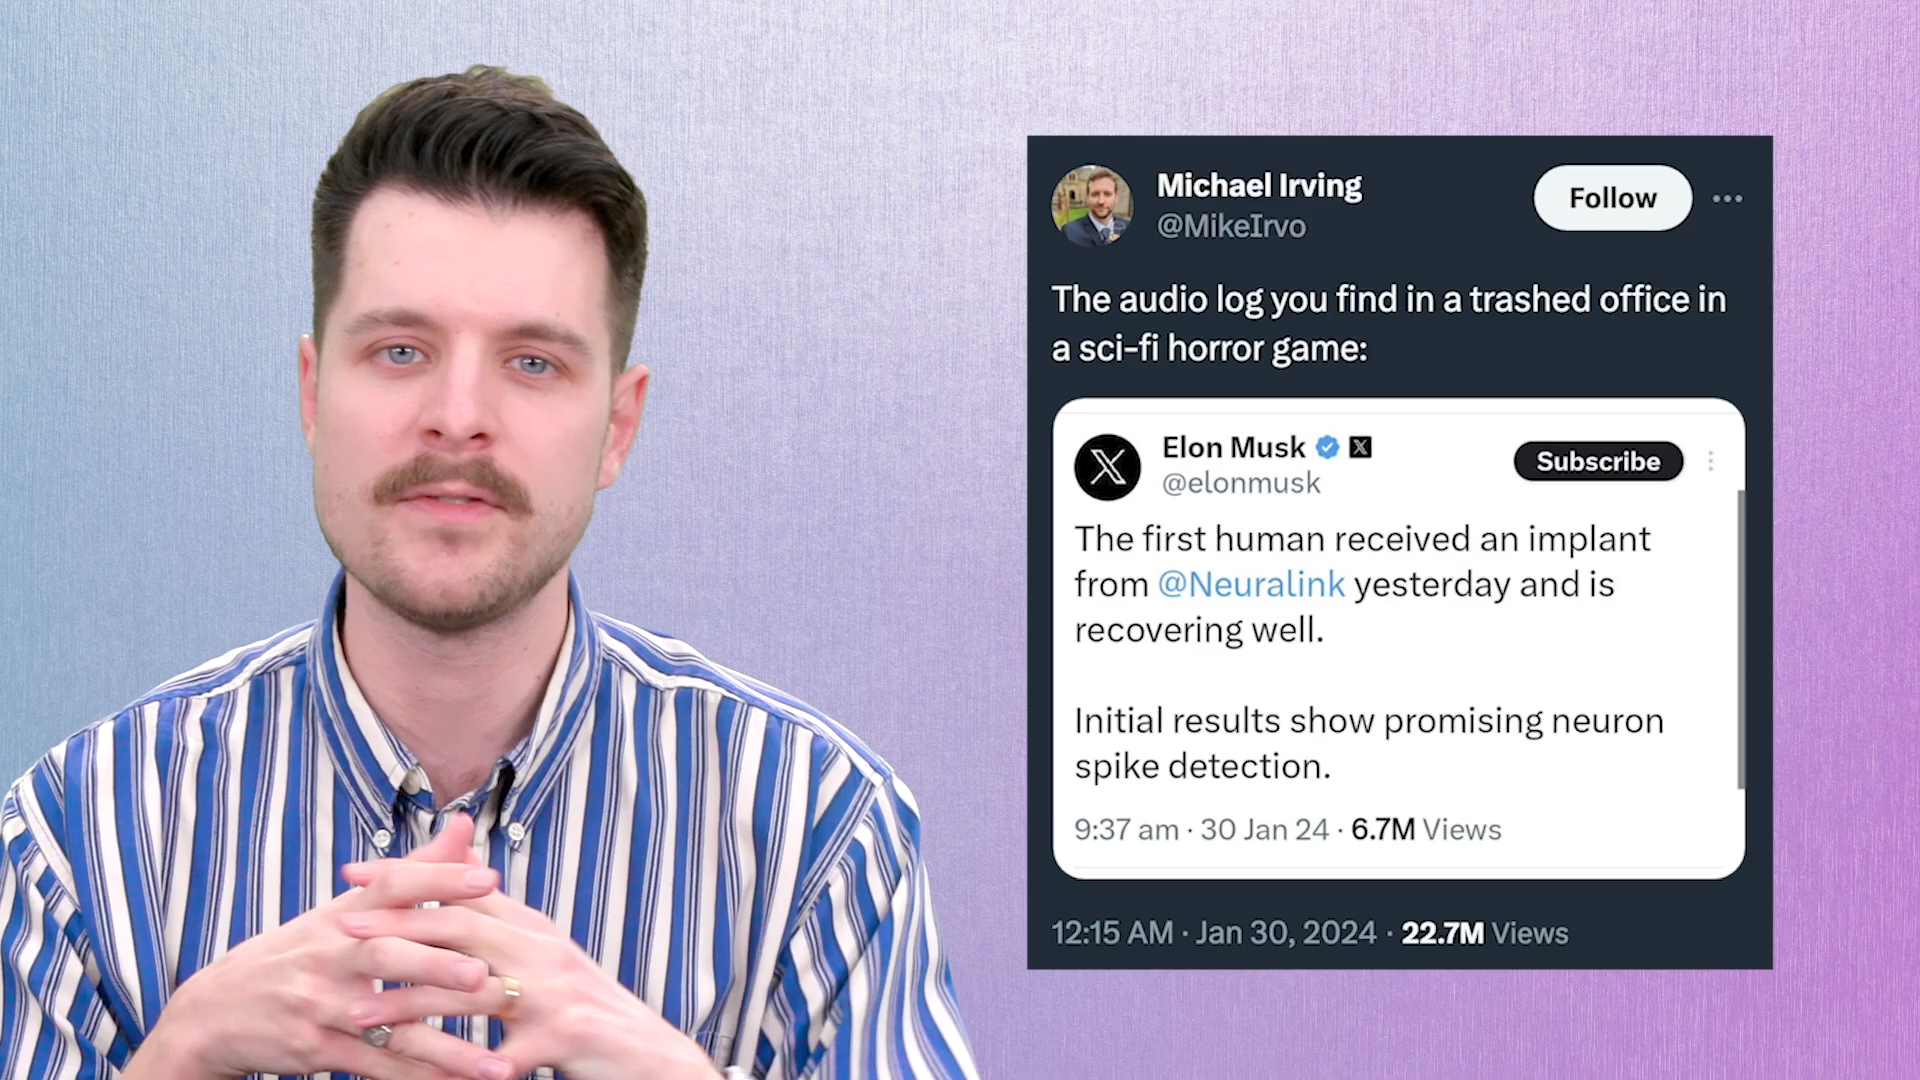 Michael Irving
@MikeIrvo
Follow
The audio log you find in a trashed office in
a sci-fi horror game:
Elon Musk
@elonmusk
Subscribe
The first human received an implant
from @Neuralink yesterday and is
recovering well.
Initial results show promising neuron
spike detection.
9:37 am · 30 Jan 24 · 6.7M Views
12:15 AM · Jan 30, 2024 · 22.7M Views